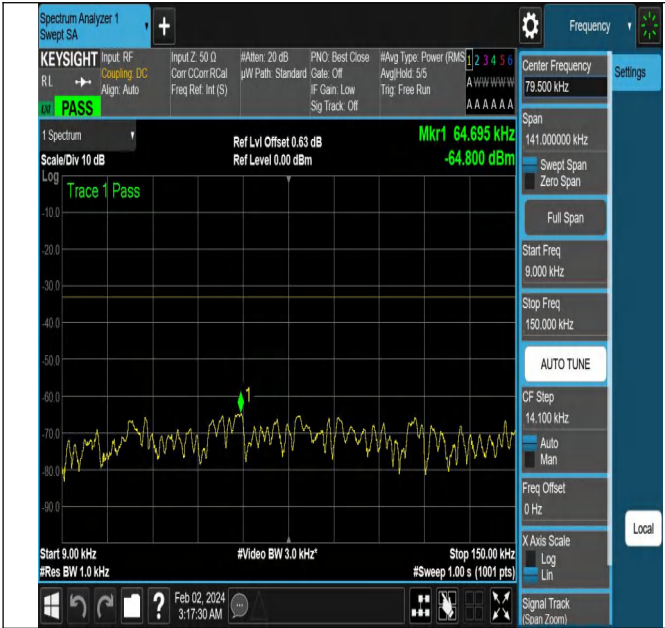 Spectrum Analyzer 1
Swept SA
+
Frequency
KEYSIGHT
RL
PASS
Input: RF
Coupling: DC
Align: Auto
Input Z: 50 Ω
Corr CCorr RCal
Freq Ref: Int (S)
#Atten: 20 dB
µW Path: Standard
PNO: Best Close
Gate: Off
IF Gain: Low
Sig Track: Off
#Avg Type: Power (RMS
Avg|Hold: 5/5
Trig: Free Run
1 2 3 4 5 6
A W W W W W
A A A A A A
1 Spectrum
Scale/Div 10 dB
Ref Lvl Offset 0.63 dB
Ref Level 0.00 dBm
Mkr1 64.695 kHz
-64.800 dBm
Log
Trace 1 Pass
-10.0
-20.0
-30.0
-40.0
-50.0
-60.0
-70.0
-80.0
-90.0
1
Start 9.00 kHz
#Res BW 1.0 kHz
#Video BW 3.0 kHz*
Stop 150.00 kHz
#Sweep 1.00 s (1001 pts)
?
Feb 02, 2024
3:17:30 AM
Center Frequency
79.500 kHz
Span
141.000000 kHz
Swept Span
Zero Span
Full Span
Start Freq
9.000 kHz
Stop Freq
150.000 kHz
AUTO TUNE
CF Step
14.100 kHz
Auto
Man
Freq Offset
0 Hz
X Axis Scale
Log
Lin
Signal Track
(Span Zoom)
Settings
Local